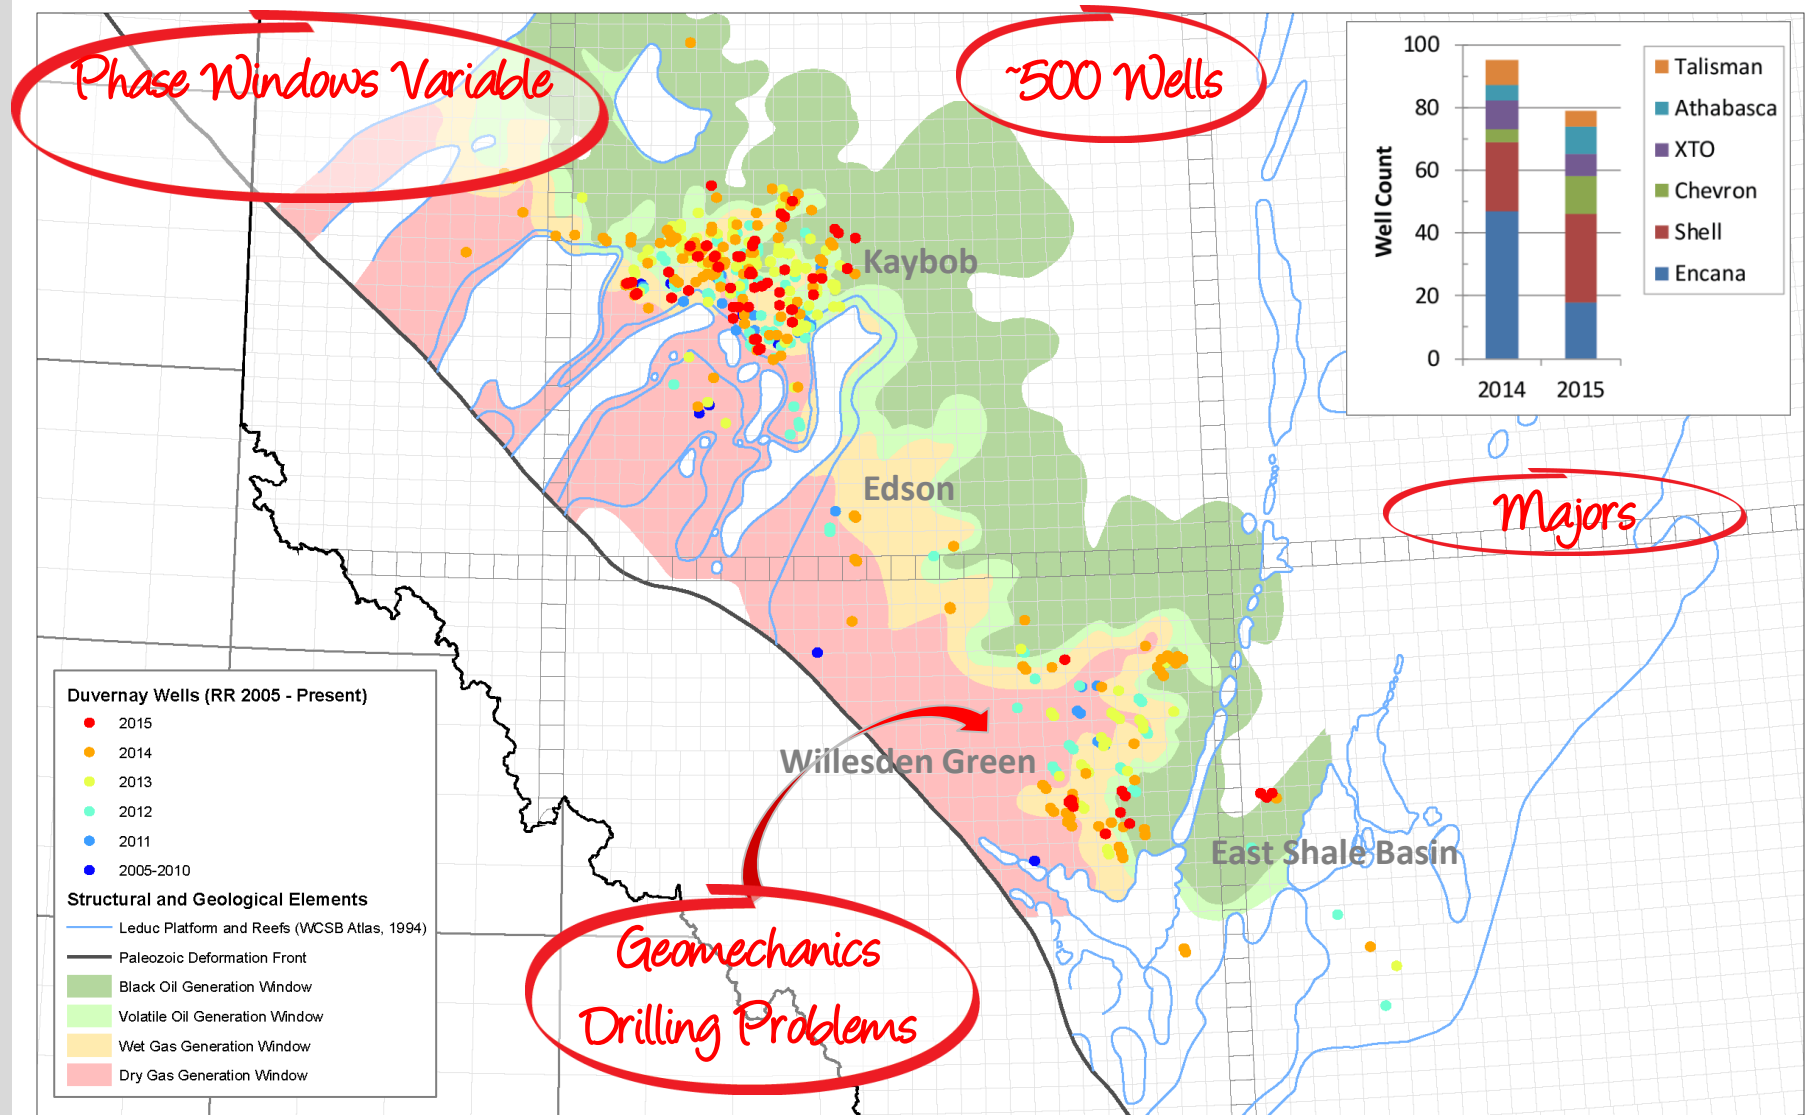 Phase Windows Variable
~500 Wells
100
80
60
40
20
0
Well Count
2014
2015
Talisman
Athabasca
XTO
Chevron
Shell
Encana
Kaybob
Edson
Majors
Willesden Green
East Shale Basin
Geomechanics
Drilling Problems
Duvernay Wells (RR 2005 - Present)
2015
2014
2013
2012
2011
2005-2010
Structural and Geological Elements
Leduc Platform and Reefs (WCSB Atlas, 1994)
Paleozoic Deformation Front
Black Oil Generation Window
Volatile Oil Generation Window
Wet Gas Generation Window
Dry Gas Generation Window